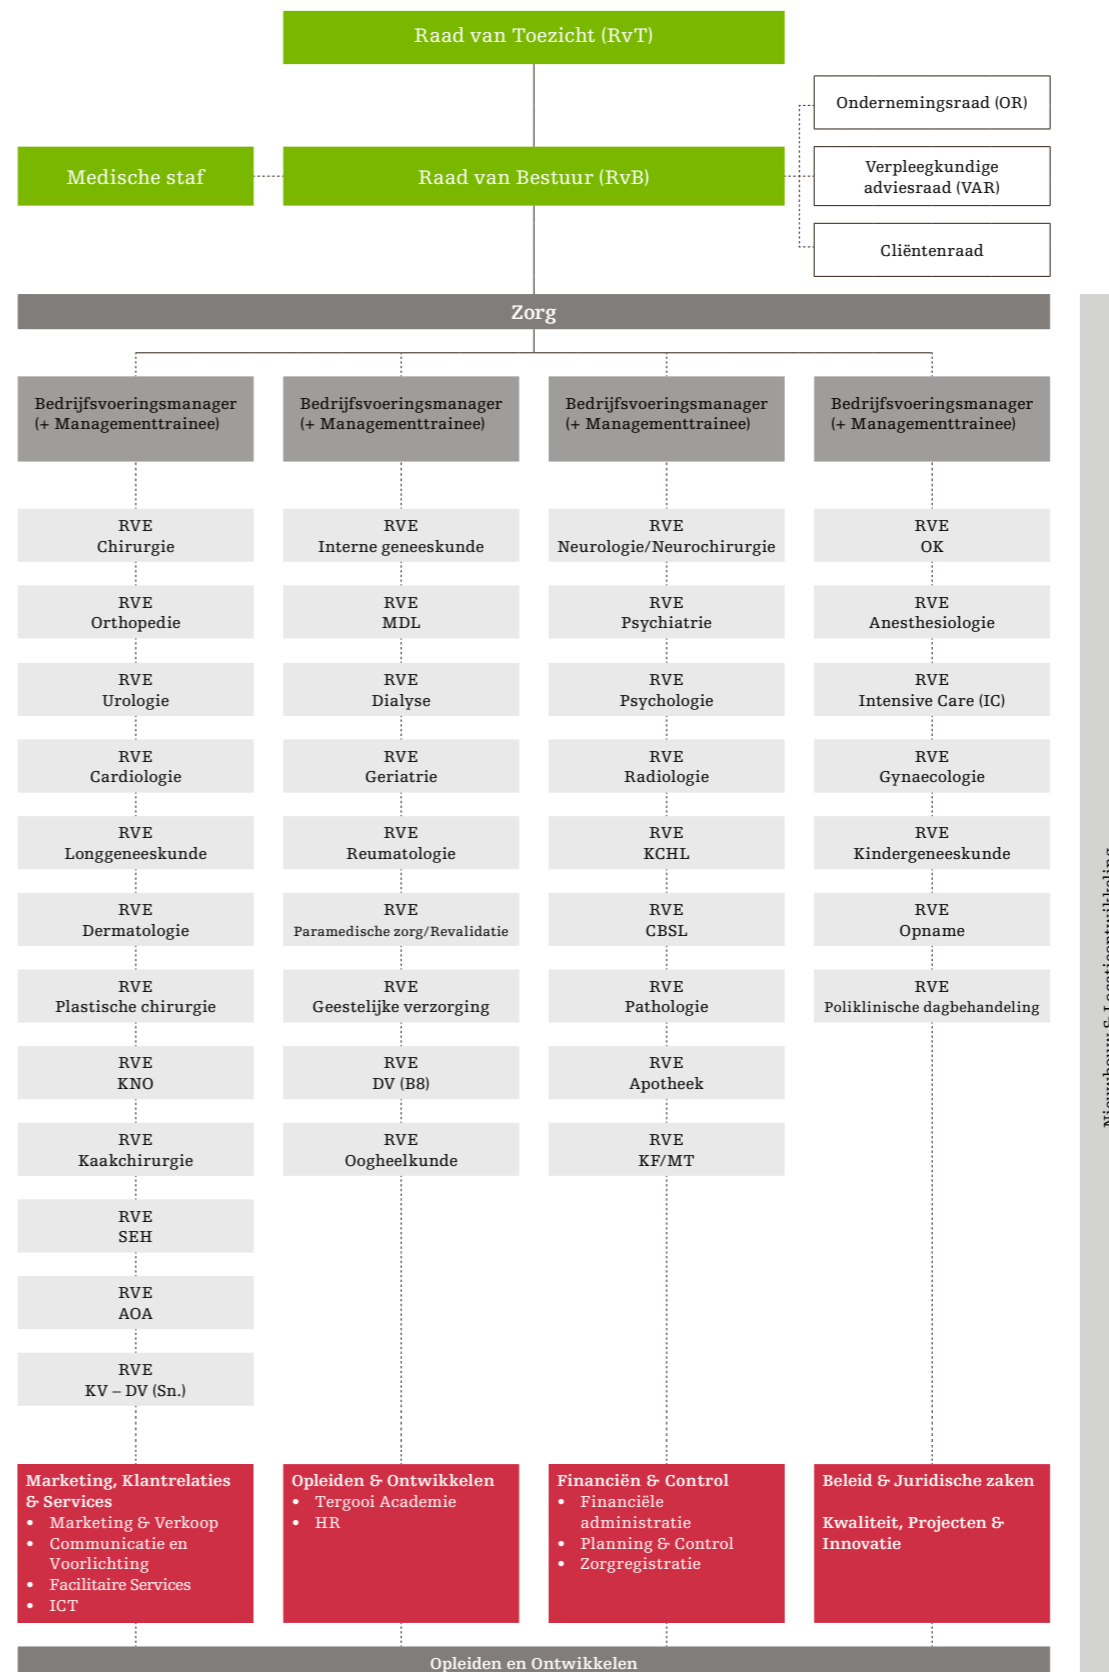 Raad van Toezicht (RvT)
Ondernemingsraad (OR)
Medische staf
Raad van Bestuur (RvB)
Verpleegkundige
adviesraad (VAR)
Cliëntenraad
Zorg
Bedrijfsvoeringsmanager
(+ Managementtrainee)
Bedrijfsvoeringsmanager
(+ Managementtrainee)
Bedrijfsvoeringsmanager
(+ Managementtrainee)
Bedrijfsvoeringsmanager
(+ Managementtrainee)
RVE
Chirurgie
RVE
Orthopedie
RVE
Urologie
RVE
Cardiologie
RVE
Longgeneeskunde
RVE
Dermatologie
RVE
Plastische chirurgie
RVE
KNO
RVE
Kaakchirurgie
RVE
SEH
RVE
AOA
RVE
KV – DV (Sn.)
RVE
Interne geneeskunde
RVE
MDL
RVE
Dialyse
RVE
Geriatrie
RVE
Reumatologie
RVE
Paramedische zorg/Revalidatie
RVE
Geestelijke verzorging
RVE
DV (B8)
RVE
Oogheelkunde
RVE
Neurologie/Neurochirurgie
RVE
Psychiatrie
RVE
Psychologie
RVE
Radiologie
RVE
KCHL
RVE
CBSL
RVE
Pathologie
RVE
Apotheek
RVE
KF/MT
RVE
OK
RVE
Anesthesiologie
RVE
Intensive Care (IC)
RVE
Gynaecologie
RVE
Kindergeneeskunde
RVE
Opname
RVE
Poliklinische dagbehandeling
Marketing, Klantrelaties
& Services
• Marketing & Verkoop
• Communicatie en
Voorlichting
• Facilitaire Services
• ICT
Opleiden & Ontwikkelen
• Tergooi Academie
• HR
Financiën & Control
• Financiële
administratie
• Planning & Control
• Zorgregistratie
Beleid & Juridische zaken
Kwaliteit, Projecten &
Innovatie
Opleiden en Ontwikkelen